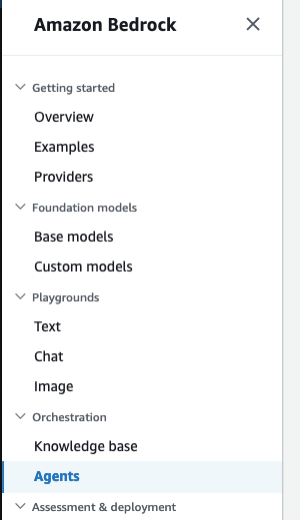 Amazon Bedrock
Getting started
Overview
Examples
Providers
Foundation models
Base models
Custom models
Playgrounds
Text
Chat
Image
Orchestration
Knowledge base
Agents
Assessment & deployment